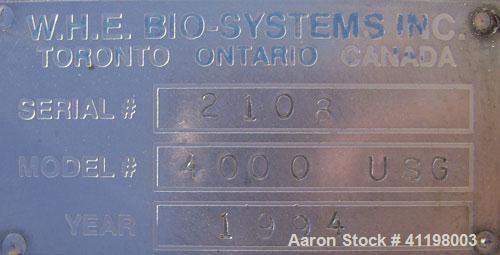 W.H.E. BIO-SYSTEMS INC.
TORONTO ONTARIO CANADA
SERIAL # 2108
MODEL # 4000 USG
YEAR 1994
Aaron Stock # 41198003